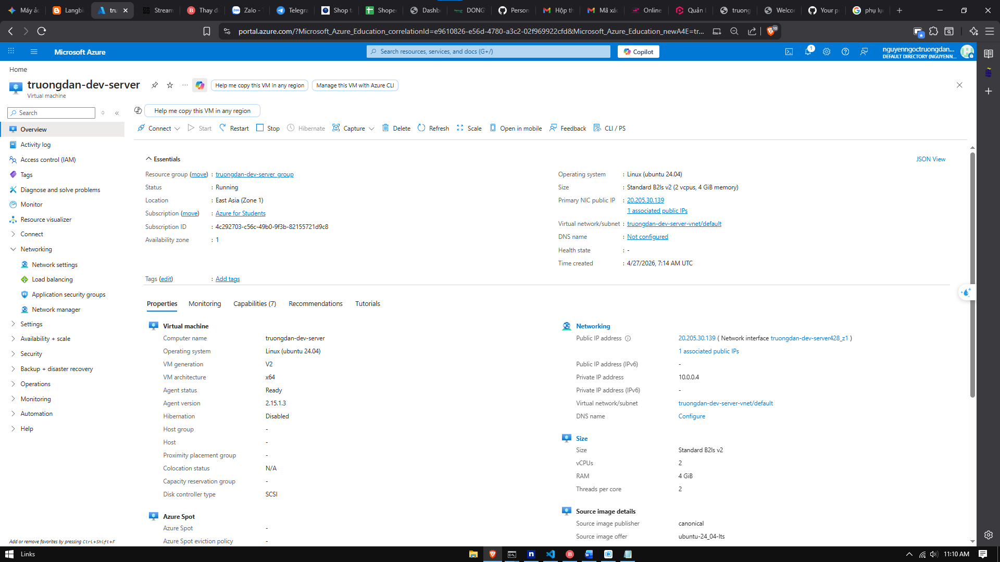 Máy ảo
Langbi
tru
Stream
Thay đ
Zalo - T
Telegra
Shop t
Shopee
Dashb
DONG
Person
Hộp th
Mã xác
Online
Quản l
truong
Welcor
Your p
phụ lục
portal.azure.com/?Microsoft_Azure_Education_correlationId=e9610826-e56d-4780-a3c2-02f969922cfd&Microsoft_Azure_Education_newA4E=tr...
10
Microsoft Azure
Search resources, services, and docs (G+/)
Copilot
1
nguyenngoctruongdan...
DEFAULT DIRECTORY (NGUYENN...
Home
truongdan-dev-server
Virtual machine
Help me copy this VM in any region
Manage this VM with Azure CLI
Search
Help me copy this VM in any region
Connect
Start
Restart
Stop
Hibernate
Capture
Delete
Refresh
Scale
Open in mobile
Feedback
CLI / PS
Overview
Activity log
Access control (IAM)
Tags
Diagnose and solve problems
Monitor
Resource visualizer
Connect
Networking
Network settings
Load balancing
Application security groups
Network manager
Settings
Availability + scale
Security
Backup + disaster recovery
Operations
Monitoring
Automation
Help
Add or remove favorites by pressing Ctrl+Shift+F
Essentials
JSON View
Resource group (move) : truongdan-dev-server_group
Status : Running
Location : East Asia (Zone 1)
Subscription (move) : Azure for Students
Subscription ID : 4c292703-c56c-49b0-9f3b-82155721d9c8
Availability zone : 1
Operating system : Linux (ubuntu 24.04)
Size : Standard B2ls v2 (2 vcpus, 4 GiB memory)
Primary NIC public IP : 20.205.30.139
1 associated public IPs
Virtual network/subnet : truongdan-dev-server-vnet/default
DNS name : Not configured
Health state : -
Time created : 4/27/2026, 7:14 AM UTC
Tags (edit) : Add tags
Properties
Monitoring
Capabilities (7)
Recommendations
Tutorials
Virtual machine
Computer name truongdan-dev-server
Operating system Linux (ubuntu 24.04)
VM generation V2
VM architecture x64
Agent status Ready
Agent version 2.15.1.3
Hibernation Disabled
Host group -
Host -
Proximity placement group -
Colocation status N/A
Capacity reservation group -
Disk controller type SCSI
Azure Spot
Azure Spot -
Azure Spot eviction policy -
Networking
Public IP address 20.205.30.139 ( Network interface truongdan-dev-server428_z1 )
1 associated public IPs
Public IP address (IPv6) -
Private IP address 10.0.0.4
Private IP address (IPv6) -
Virtual network/subnet truongdan-dev-server-vnet/default
DNS name Configure
Size
Size Standard B2ls v2
vCPUs 2
RAM 4 GiB
Threads per core 2
Source image details
Source image publisher canonical
Source image offer ubuntu-24_04-lts
Links
11:10 AM